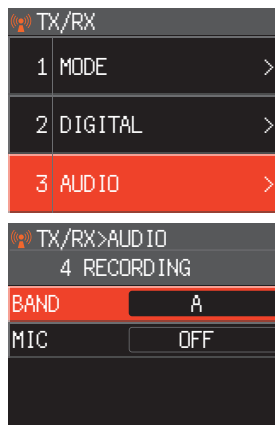 TX/RX
1 MODE >
2 DIGITAL >
3 AUDIO >
TX/RX>AUDIO
4 RECORDING
BAND A
MIC OFF